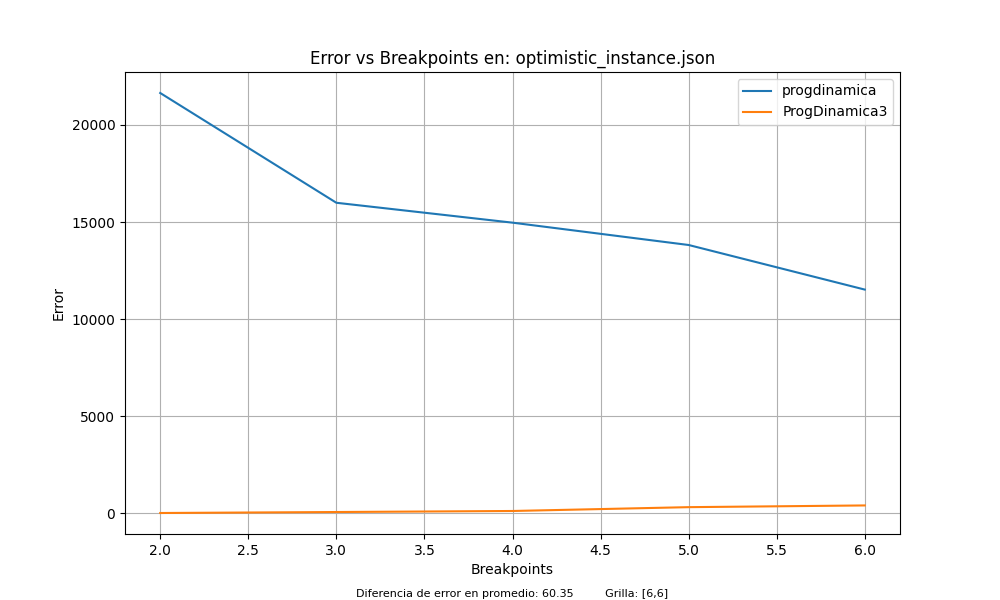 Error vs Breakpoints en: optimistic_instance.json
progdinamica
ProgDinamica3
20000
15000
10000
5000
0
Error
2.0 2.5 3.0 3.5 4.0 4.5 5.0 5.5 6.0
Breakpoints
Diferencia de error en promedio: 60.35 Grilla: [6,6]